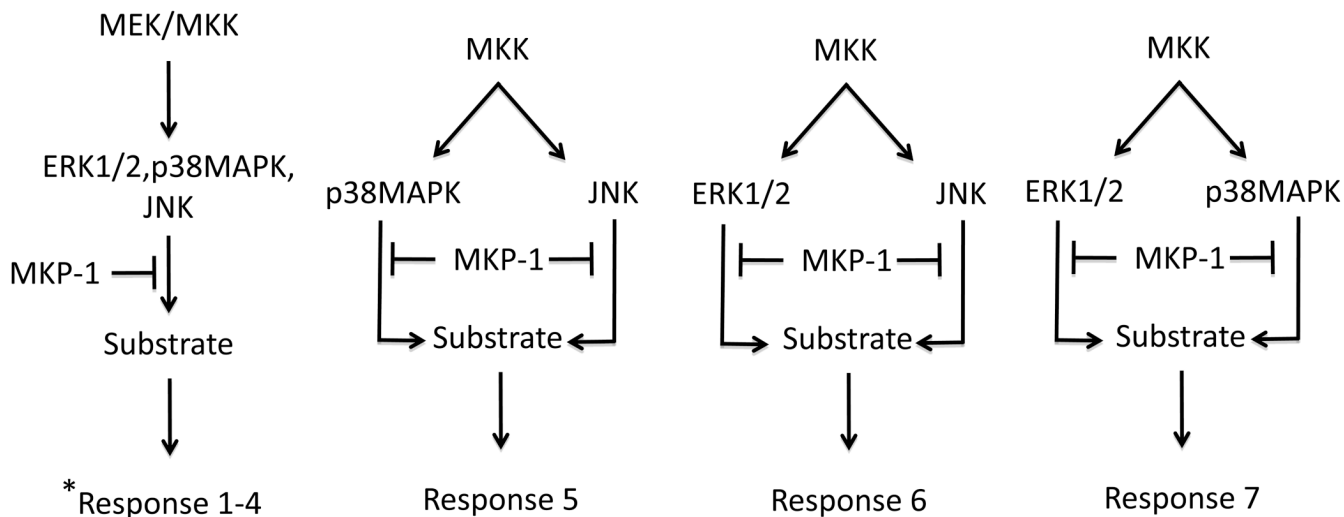 MEK/MKK
ERK1/2,p38MAPK,
JNK
MKP-1
Substrate
*Response 1-4
MKK
p38MAPK
JNK
MKP-1
Substrate
Response 5
MKK
ERK1/2
JNK
MKP-1
Substrate
Response 6
MKK
ERK1/2
p38MAPK
MKP-1
Substrate
Response 7